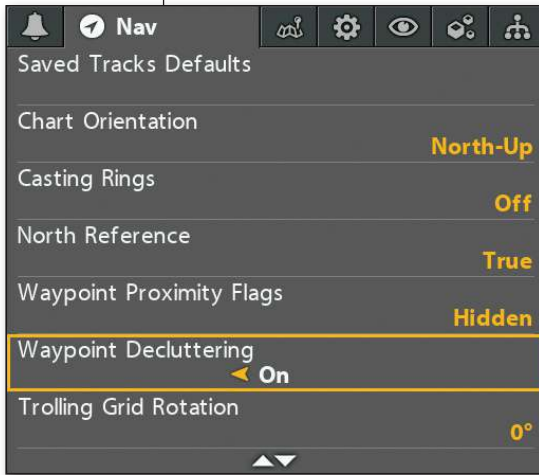 Nav
Saved Tracks Defaults
Chart Orientation
North-Up
Casting Rings
Off
North Reference
True
Waypoint Proximity Flags
Hidden
Waypoint Decluttering
On
Trolling Grid Rotation
0°